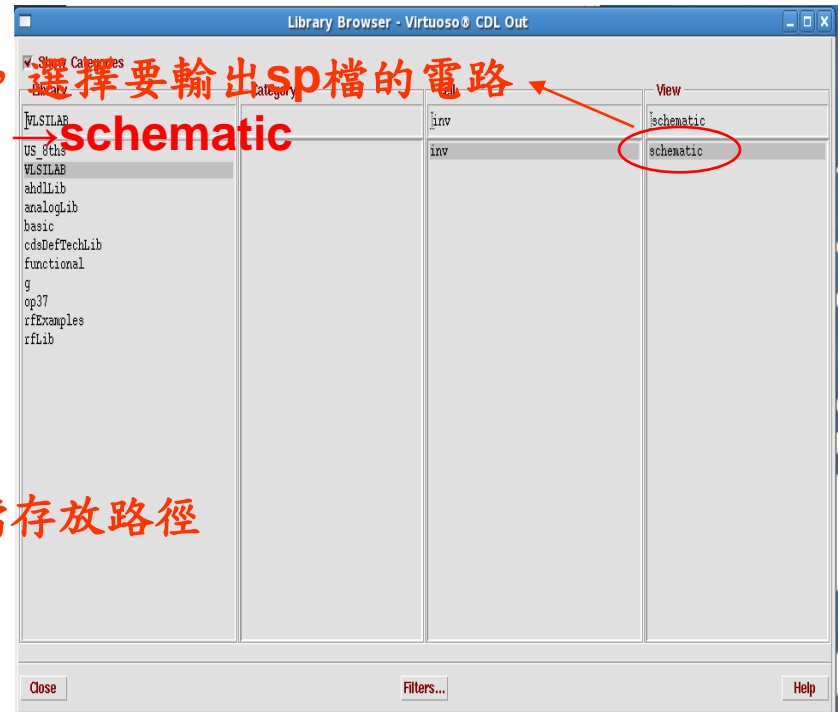 Library Browser - Virtuoso® CDL Out
Show Categories
，選擇要輸出sp檔的電路
Library
Category
View
VLSILAB
inv
schematic
→schematic
US_8ths
VLSILAB
ahdlLib
analogLib
basic
cdsDefTechLib
functional
g
op37
rfExamples
rfLib
inv
schematic
存放路徑
Close
Filters...
Help